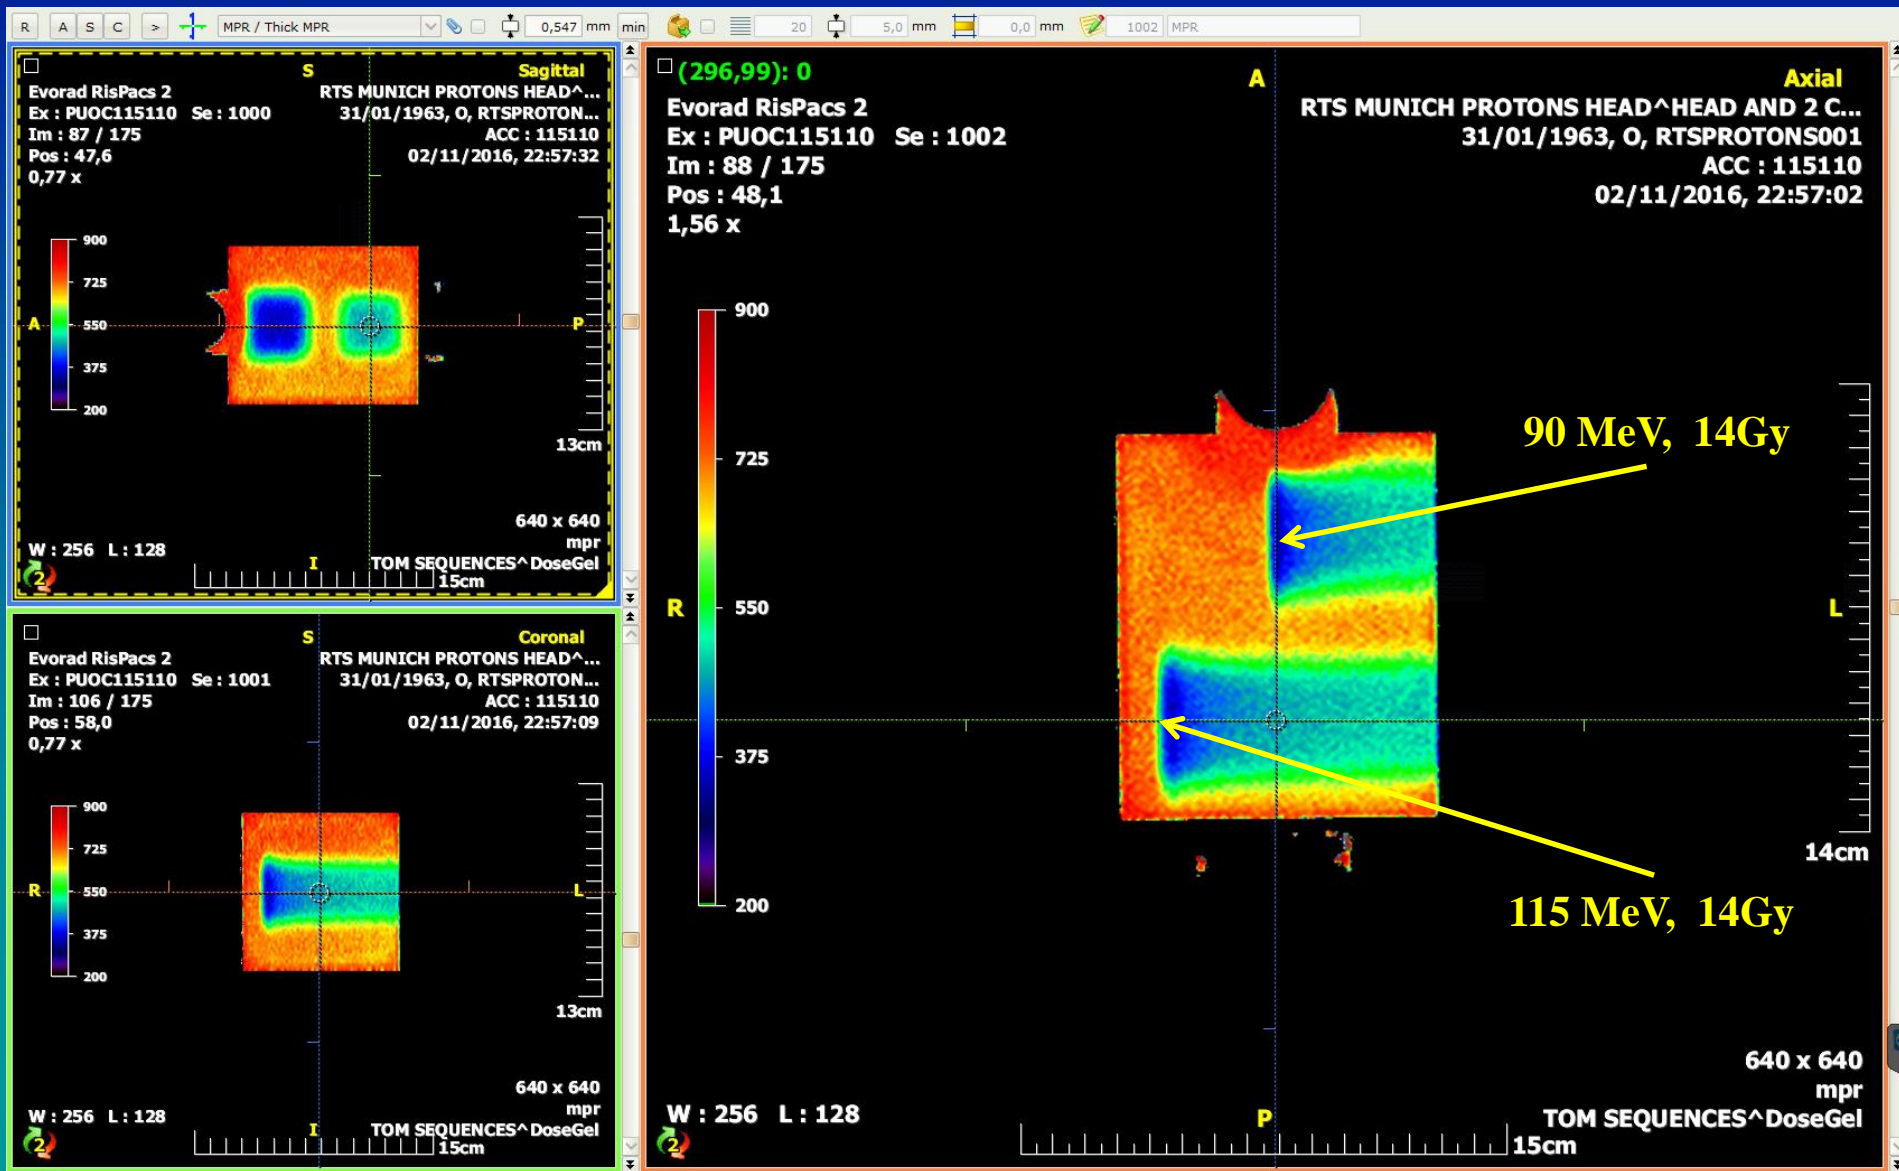 R A S C > MPR / Thick MPR 0,547 mm min 20 5,0 mm 0,0 mm 1002 MPR
S Sagittal
Evorad RisPacs 2 RTS MUNICH PROTONS HEAD^...
Ex : PUOC115110 Se : 1000 31/01/1963, O, RTSPROTON...
Im : 87 / 175 ACC : 115110
Pos : 47,6 02/11/2016, 22:57:32
0,77 x
900
725
A 550 P
375
200
13cm
640 x 640
mpr
W : 256 L : 128 I TOM SEQUENCES^DoseGel
2 15cm
S Coronal
Evorad RisPacs 2 RTS MUNICH PROTONS HEAD^...
Ex : PUOC115110 Se : 1001 31/01/1963, O, RTSPROTON...
Im : 106 / 175 ACC : 115110
Pos : 58,0 02/11/2016, 22:57:09
0,77 x
900
725
R 550 L
375
200
13cm
640 x 640
mpr
W : 256 L : 128 I TOM SEQUENCES^DoseGel
2 15cm
(296,99): 0 A Axial
Evorad RisPacs 2 RTS MUNICH PROTONS HEAD^HEAD AND 2 C...
Ex : PUOC115110 Se : 1002 31/01/1963, O, RTSPROTONS001
Im : 88 / 175 ACC : 115110
Pos : 48,1 02/11/2016, 22:57:02
1,56 x
900
90 MeV, 14Gy
725
R 550 L
375
14cm
200
115 MeV, 14Gy
640 x 640
mpr
W : 256 L : 128 P TOM SEQUENCES^DoseGel
2 15cm